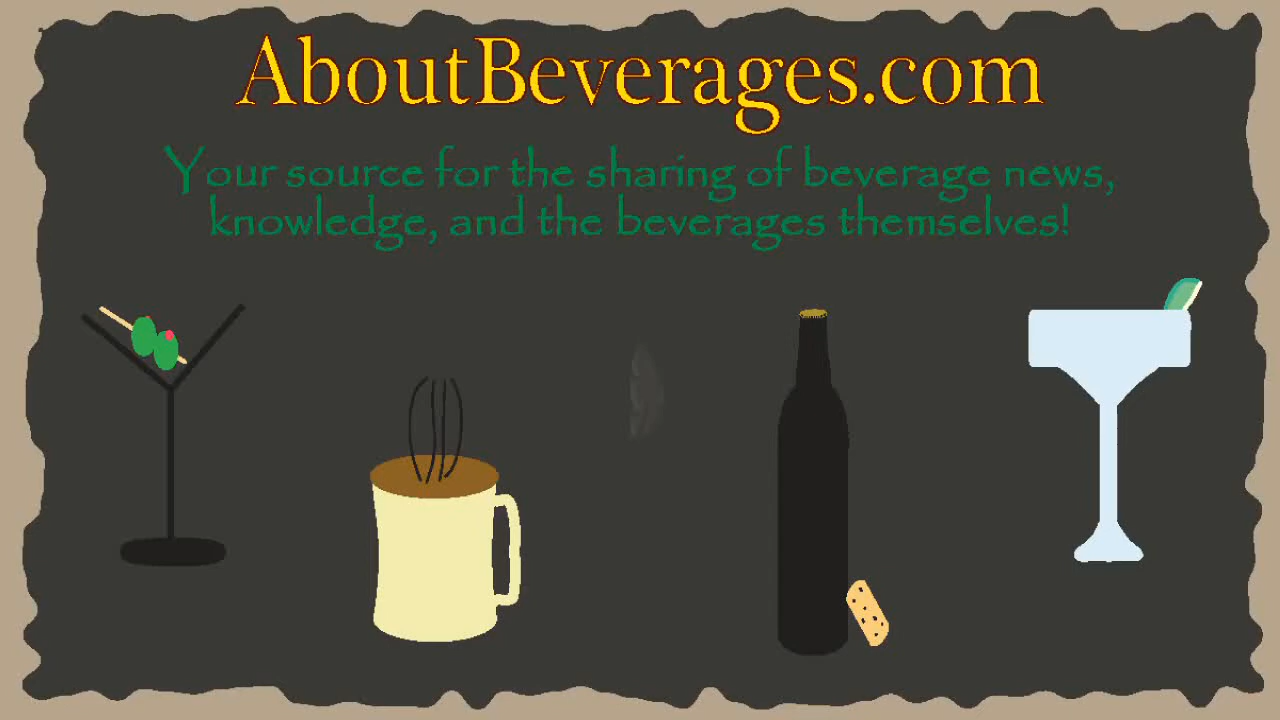 AboutBeverages.com
Your source for the sharing of beverage news,
knowledge, and the beverages themselves!